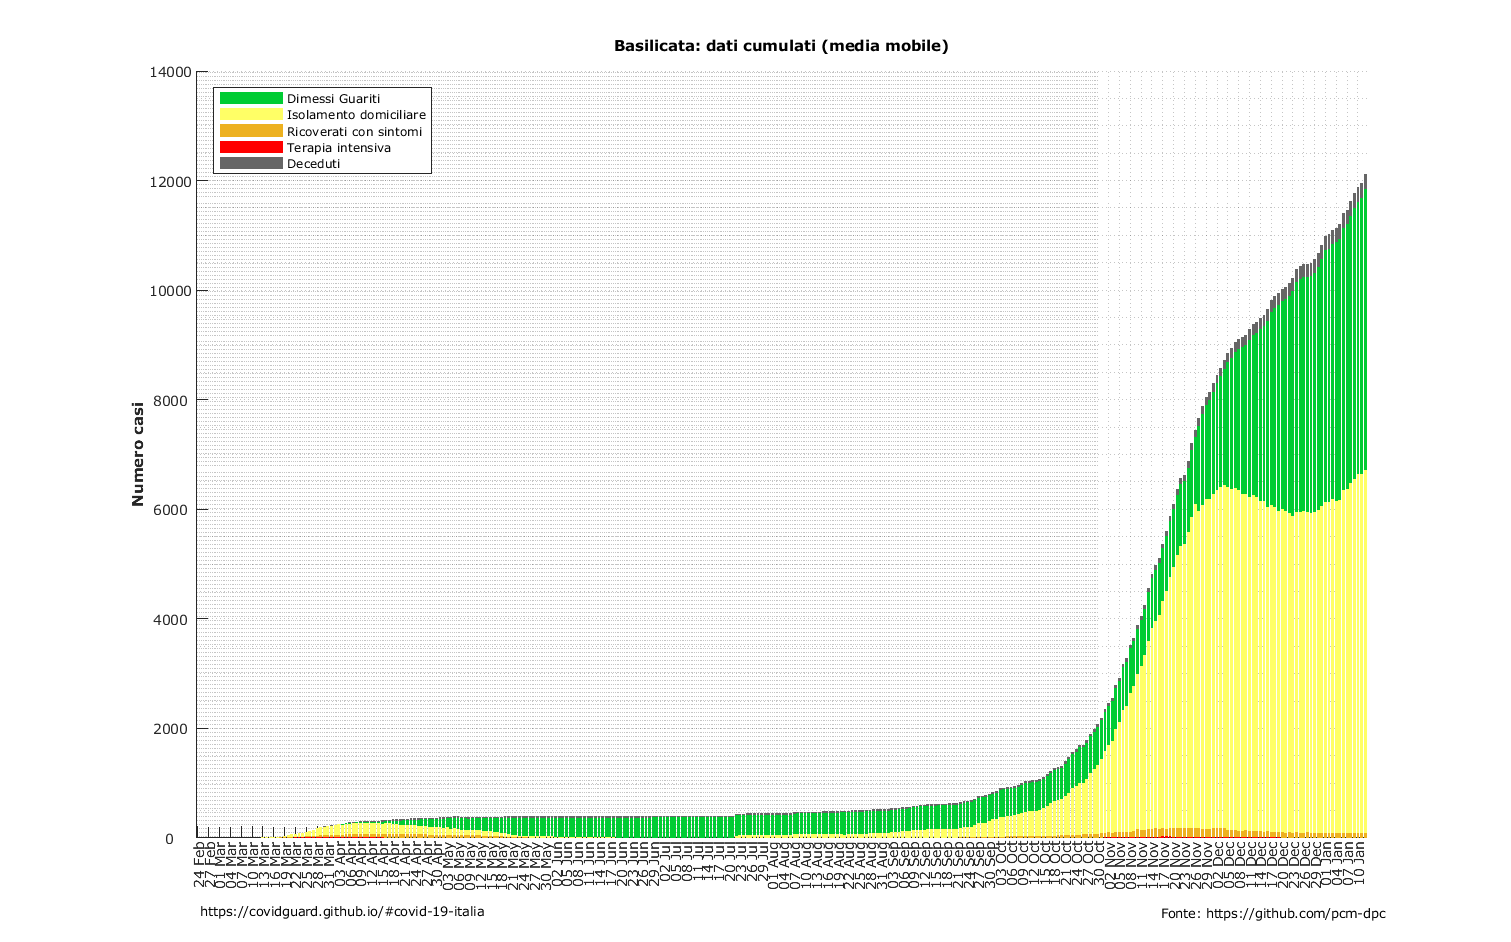 Basilicata: dati cumulati (media mobile)
14000
12000
10000
8000
6000
4000
2000
0
Numero casi
Dimessi Guariti
Isolamento domiciliare
Ricoverati con sintomi
Terapia intensiva
Deceduti
24 Feb
27 Feb
01 Mar
04 Mar
07 Mar
10 Mar
13 Mar
16 Mar
19 Mar
22 Mar
25 Mar
28 Mar
31 Mar
03 Apr
06 Apr
09 Apr
12 Apr
15 Apr
18 Apr
21 Apr
24 Apr
27 Apr
30 Apr
03 May
06 May
09 May
12 May
15 May
18 May
21 May
24 May
27 May
30 May
02 Jun
05 Jun
08 Jun
11 Jun
14 Jun
17 Jun
20 Jun
23 Jun
26 Jun
29 Jun
02 Jul
05 Jul
08 Jul
11 Jul
14 Jul
17 Jul
20 Jul
23 Jul
26 Jul
29 Jul
01 Aug
04 Aug
07 Aug
10 Aug
13 Aug
16 Aug
19 Aug
22 Aug
25 Aug
28 Aug
31 Aug
03 Sep
06 Sep
09 Sep
12 Sep
15 Sep
18 Sep
21 Sep
24 Sep
27 Sep
30 Sep
03 Oct
06 Oct
09 Oct
12 Oct
15 Oct
18 Oct
21 Oct
24 Oct
27 Oct
30 Oct
02 Nov
05 Nov
08 Nov
11 Nov
14 Nov
17 Nov
20 Nov
23 Nov
26 Nov
29 Nov
02 Dec
05 Dec
08 Dec
11 Dec
14 Dec
17 Dec
20 Dec
23 Dec
26 Dec
29 Dec
01 Jan
04 Jan
07 Jan
10 Jan
https://covidguard.github.io/#covid-19-italia
Fonte: https://github.com/pcm-dpc